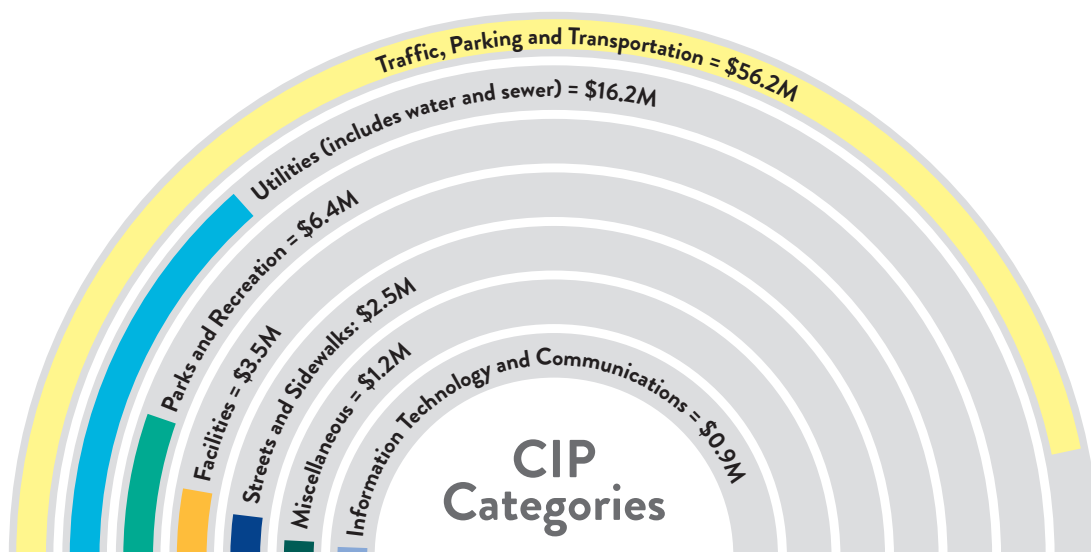 Traffic, Parking and Transportation = $56.2M
Utilities (includes water and sewer) = $16.2M
Parks and Recreation = $6.4M
Facilities = $3.5M
Streets and Sidewalks: $2.5M
Miscellaneous = $1.2M
Information Technology and Communications = $0.9M
CIP
Categories